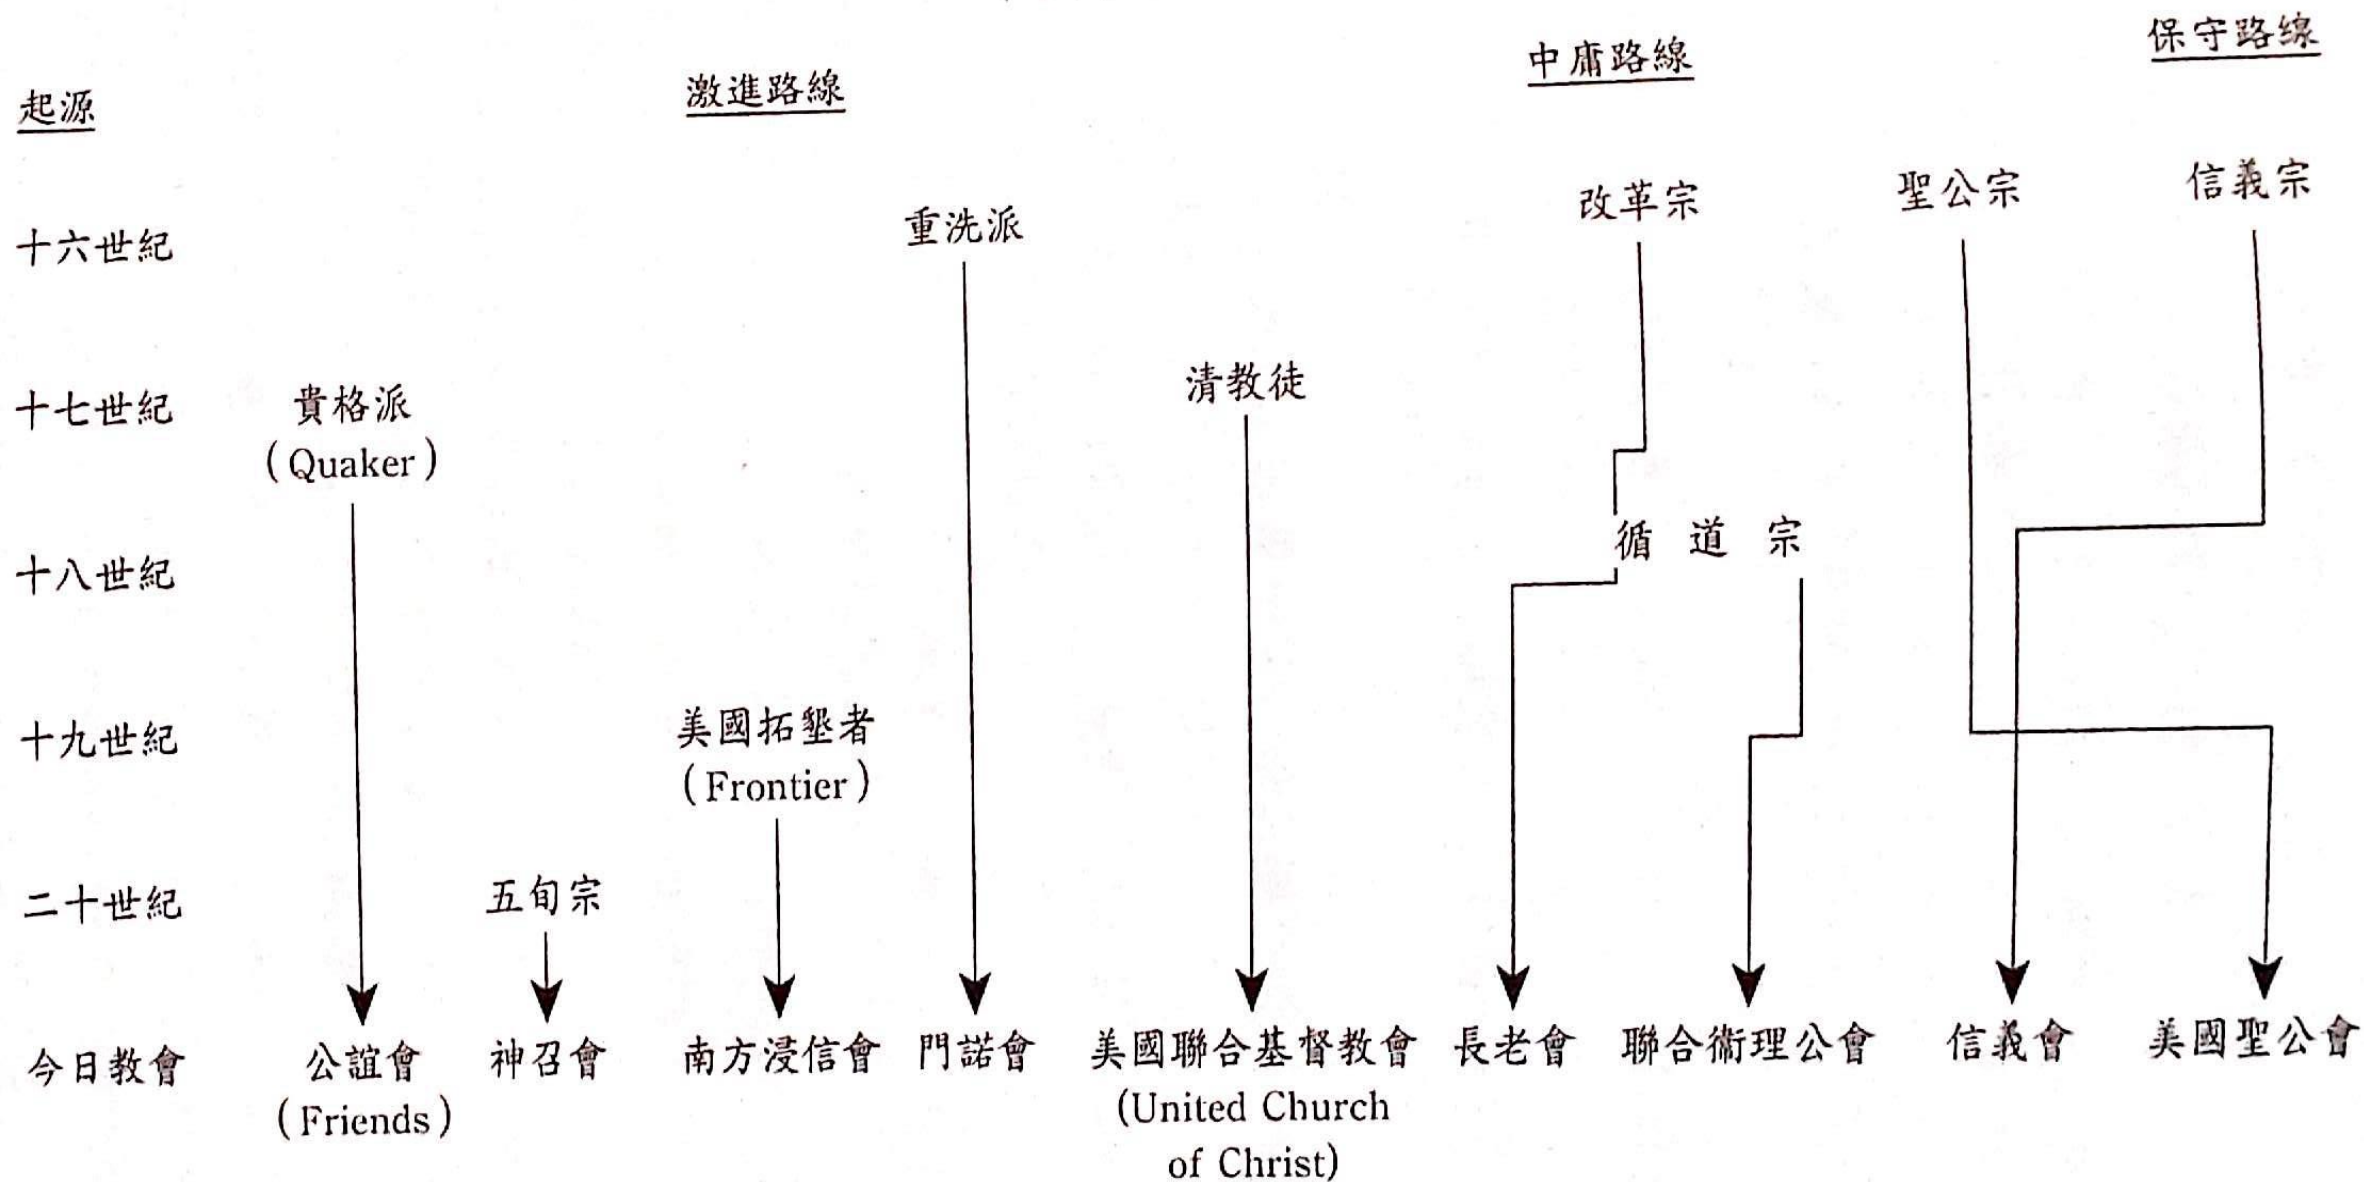 起源
激進路線
中庸路線
保守路線
十六世紀
重洗派
改革宗
聖公宗
信義宗
十七世紀
貴格派
(Quaker)
清教徒
十八世紀
循道宗
十九世紀
美國拓墾者
(Frontier)
二十世紀
五旬宗
今日教會
公誼會
(Friends)
神召會
南方浸信會
門諾會
美國聯合基督教會
(United Church
of Christ)
長老會
聯合衞理公會
信義會
美國聖公會